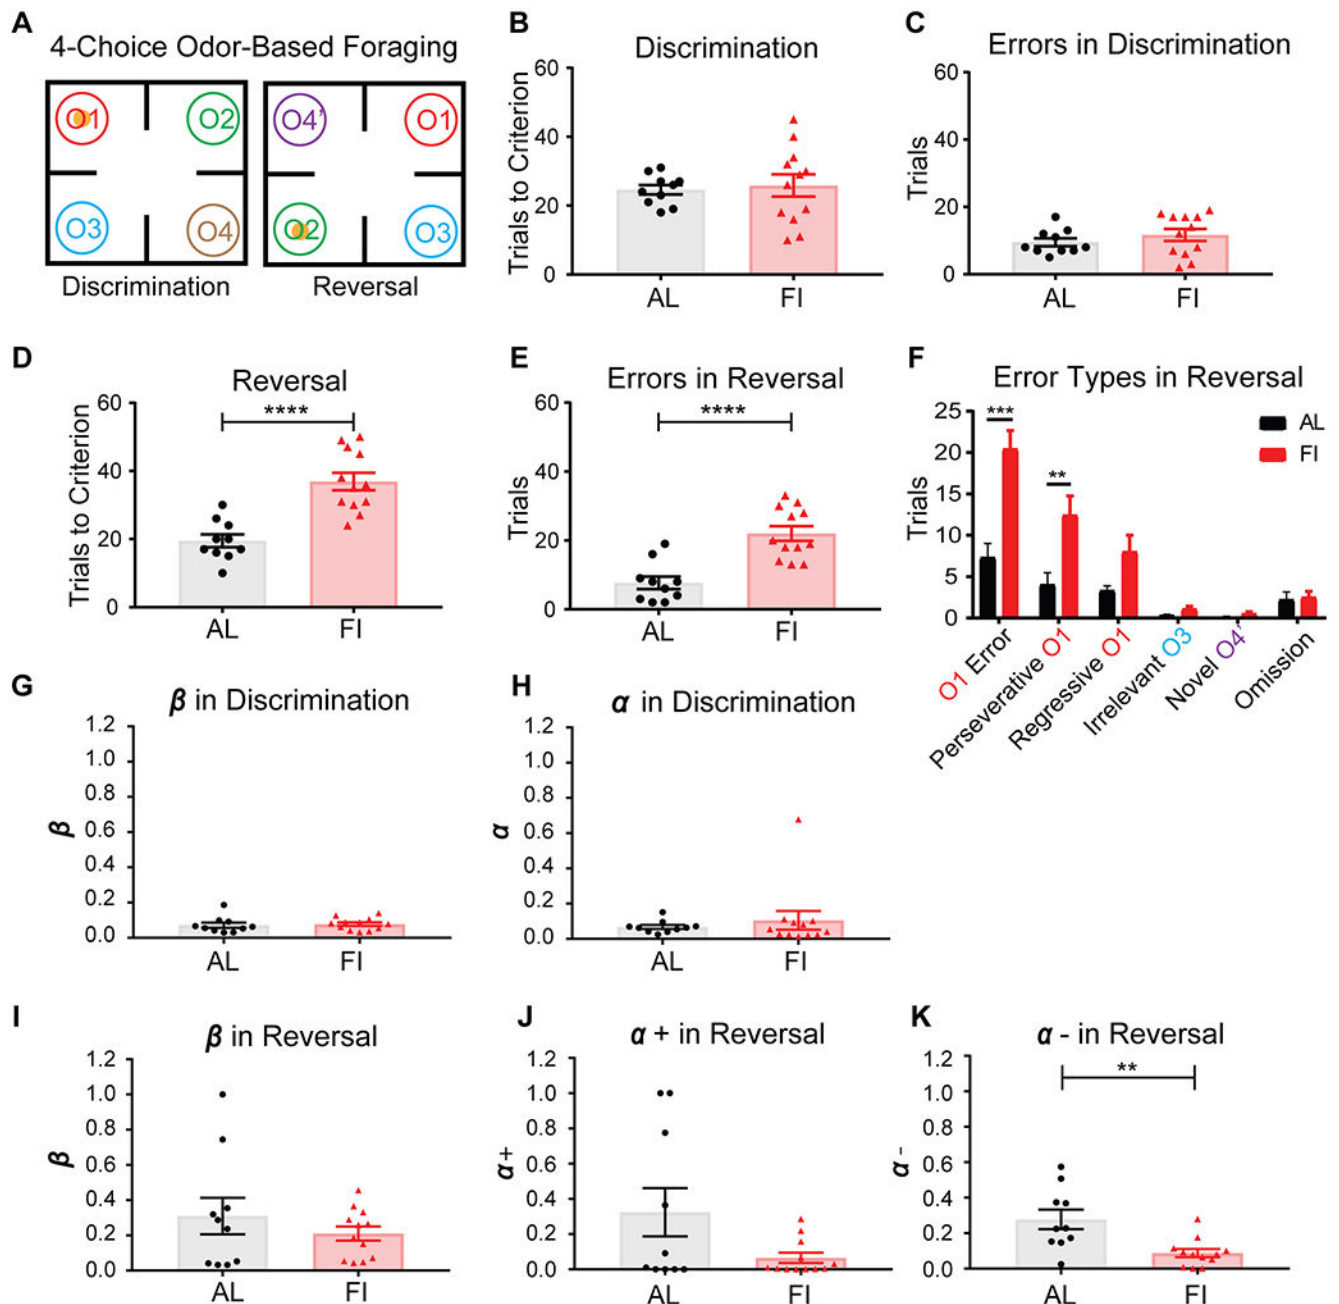 A
4-Choice Odor-Based Foraging
O1
O2
O3
O4
Discrimination
O4'
O1
O2
O3
Reversal
B
Discrimination
Trials to Criterion
60
40
20
0
AL
FI
C
Errors in Discrimination
Trials
60
40
20
0
AL
FI
D
Reversal
****
Trials to Criterion
60
40
20
0
AL
FI
E
Errors in Reversal
****
Trials
60
40
20
0
AL
FI
F
Error Types in Reversal
AL
FI
***
**
Trials
25
20
15
10
5
0
O1 Error
Perseverative O1
Regressive O1
Irrelevant O3
Novel O4'
Omission
G
β in Discrimination
β
1.2
1.0
0.8
0.6
0.4
0.2
0.0
AL
FI
H
α in Discrimination
α
1.2
1.0
0.8
0.6
0.4
0.2
0.0
AL
FI
I
β in Reversal
β
1.2
1.0
0.8
0.6
0.4
0.2
0.0
AL
FI
J
α + in Reversal
α+
1.2
1.0
0.8
0.6
0.4
0.2
0.0
AL
FI
K
α - in Reversal
**
α -
1.2
1.0
0.8
0.6
0.4
0.2
0.0
AL
FI